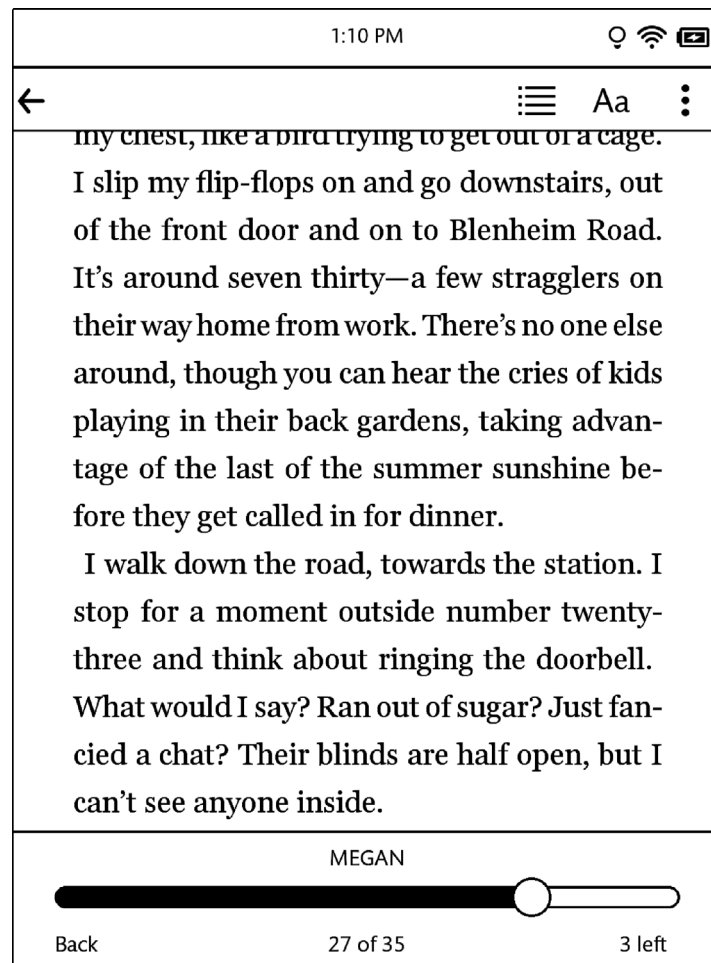 1:10 PM
Aa
my chest, like a bird trying to get out of a cage.
I slip my flip-flops on and go downstairs, out
of the front door and on to Blenheim Road.
It’s around seven thirty—a few stragglers on
their way home from work. There’s no one else
around, though you can hear the cries of kids
playing in their back gardens, taking advan-
tage of the last of the summer sunshine be-
fore they get called in for dinner.
I walk down the road, towards the station. I
stop for a moment outside number twenty-
three and think about ringing the doorbell.
What would I say? Ran out of sugar? Just fan-
cied a chat? Their blinds are half open, but I
can’t see anyone inside.
MEGAN
Back 27 of 35 3 left